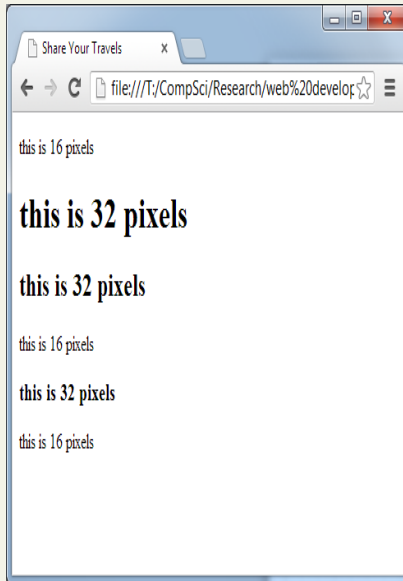 Share Your Travels
file:///T:/CompSci/Research/web%20develop
this is 16 pixels
this is 32 pixels
this is 32 pixels
this is 16 pixels
this is 32 pixels
this is 16 pixels